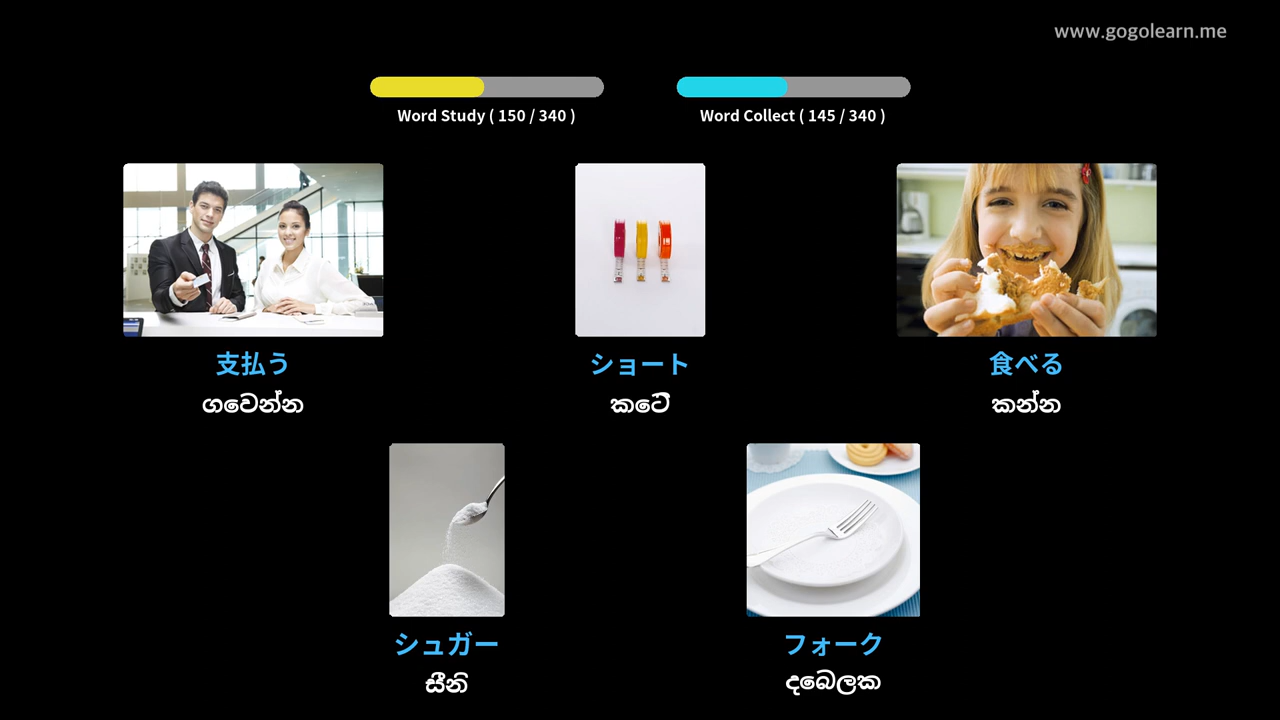 www.gogolearn.me
Word Study ( 150 / 340 )
Word Collect ( 145 / 340 )
支払う
ගවෙන්න
ショート
කටේෙ
食べる
කන්න
シュガー
සීනි
フォーク
දබෙලක